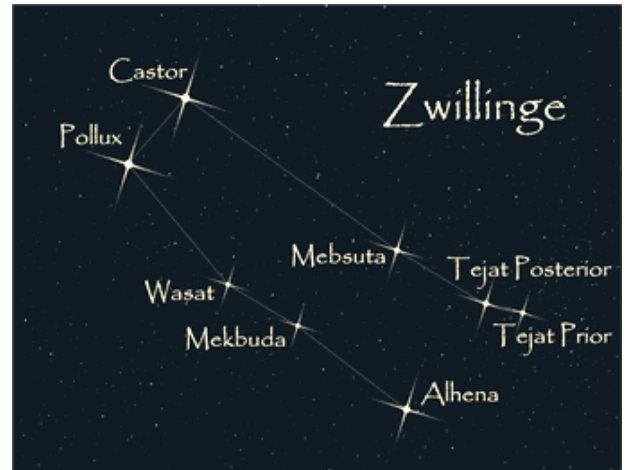 Castor
Zwillinge
Pollux
Mebsuta
Tejat Posterior
Wasat
Tejat Prior
Mekbuda
Alhena